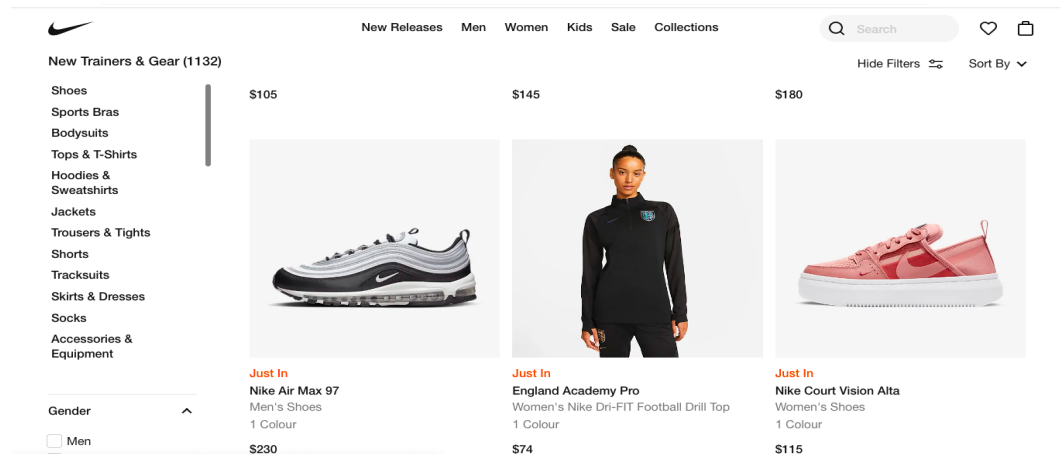 New Releases Men Women Kids Sale Collections
Search
New Trainers & Gear (1132)
Hide Filters
Sort By
Shoes
Sports Bras
Bodysuits
Tops & T-Shirts
Hoodies &
Sweatshirts
Jackets
Trousers & Tights
Shorts
Tracksuits
Skirts & Dresses
Socks
Accessories &
Equipment
Gender
Men
$105
$145
$180
Just In
Nike Air Max 97
Men's Shoes
1 Colour
$230
Just In
England Academy Pro
Women's Nike Dri-FIT Football Drill Top
1 Colour
$74
Just In
Nike Court Vision Alta
Women's Shoes
1 Colour
$115